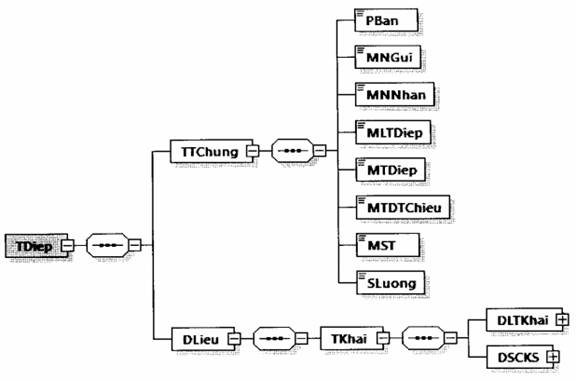 PBan
MNGui
MNNhan
MLTDiep
TTChung
MTDiep
MTDTChieu
TDiep
MST
SLuong
DLTKhai
DLieu
TKhai
DSCKS